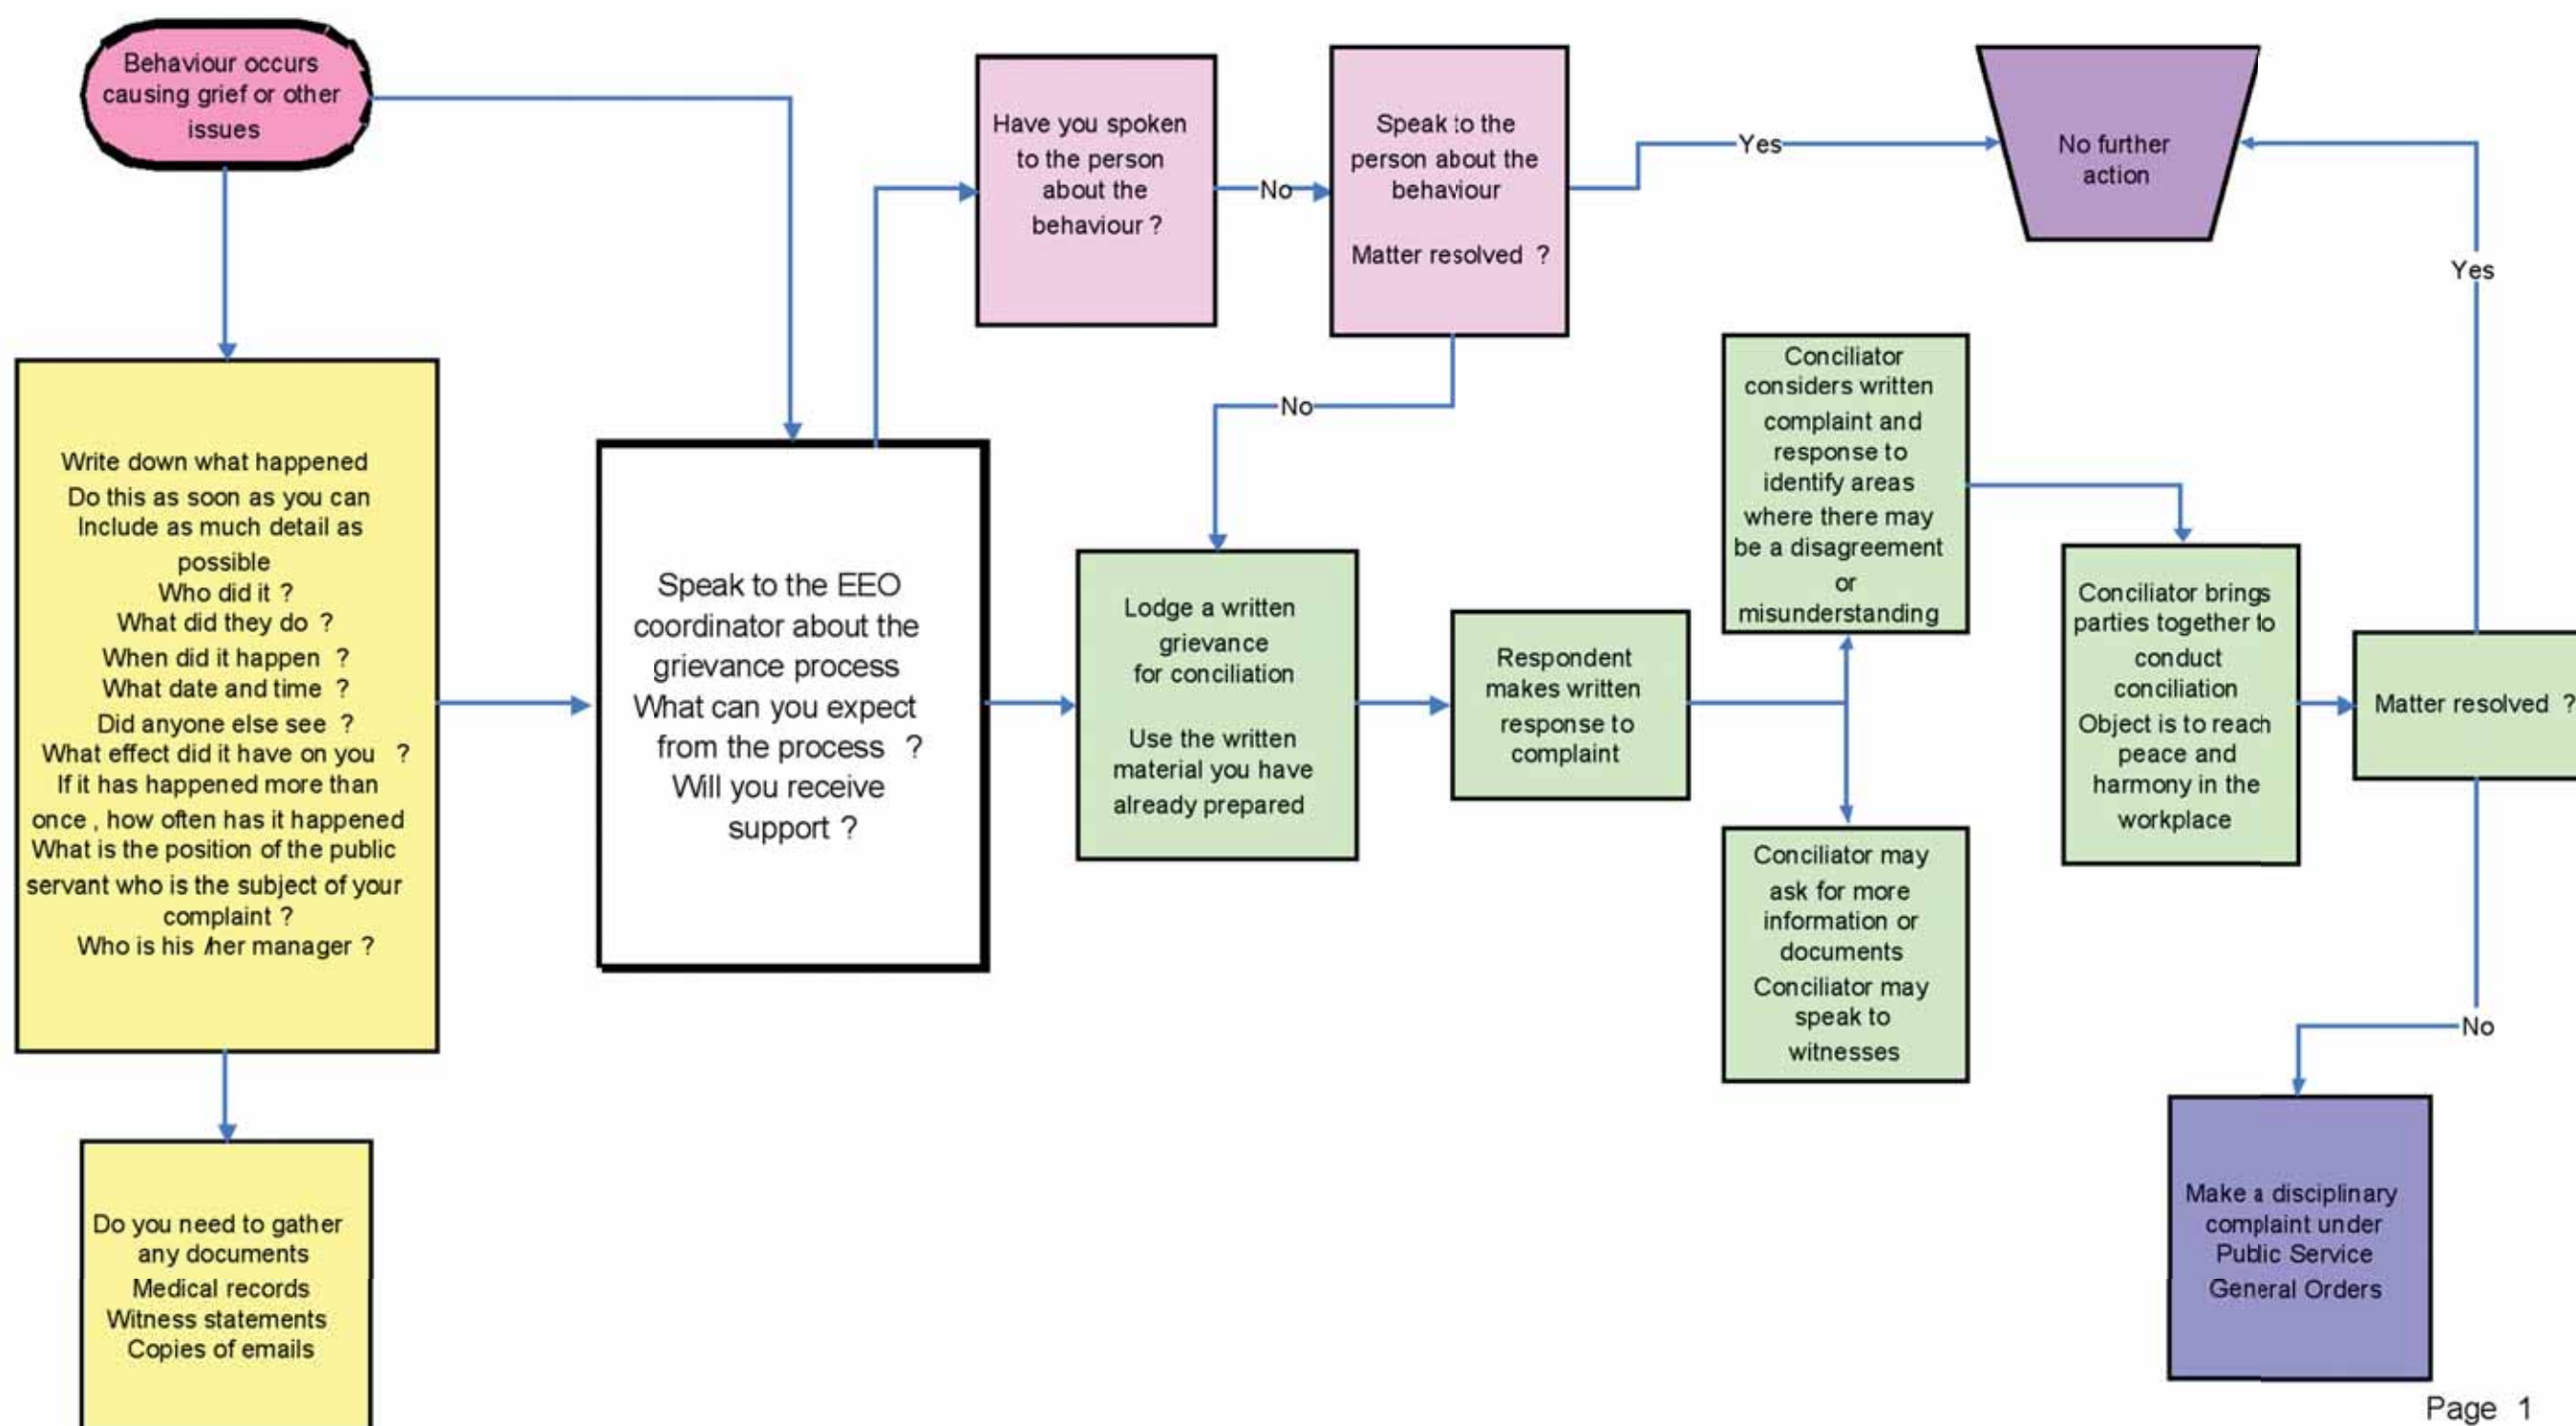 Behaviour occurs
causing grief or other
issues
Have you spoken
to the person
about the
behaviour ?
No
Speak to the
person about the
behaviour
Matter resolved ?
Yes
No further
action
Yes
No
Write down what happened
Do this as soon as you can
Include as much detail as
possible
Who did it ?
What did they do ?
When did it happen ?
What date and time ?
Did anyone else see ?
What effect did it have on you ?
If it has happened more than
once , how often has it happened
What is the position of the public
servant who is the subject of your
complaint ?
Who is his /her manager ?
Speak to the EEO
coordinator about the
grievance process
What can you expect
from the process ?
Will you receive
support ?
Lodge a written
grievance
for conciliation
Use the written
material you have
already prepared
Respondent
makes written
response to
complaint
Conciliator
considers written
complaint and
response to
identify areas
where there may
be a disagreement
or
misunderstanding
Conciliator may
ask for more
information or
documents
Conciliator may
speak to
witnesses
Conciliator brings
parties together to
conduct
conciliation
Object is to reach
peace and
harmony in the
workplace
Matter resolved ?
No
Make a disciplinary
complaint under
Public Service
General Orders
Do you need to gather
any documents
Medical records
Witness statements
Copies of emails
Page 1